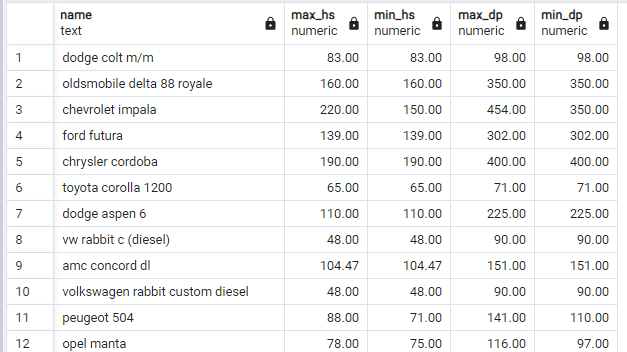 name max_hs min_hs max_dp min_dp
text numeric numeric numeric numeric
1 dodge colt m/m 83.00 83.00 98.00 98.00
2 oldsmobile delta 88 royale 160.00 160.00 350.00 350.00
3 chevrolet impala 220.00 150.00 454.00 350.00
4 ford futura 139.00 139.00 302.00 302.00
5 chrysler cordoba 190.00 190.00 400.00 400.00
6 toyota corolla 1200 65.00 65.00 71.00 71.00
7 dodge aspen 6 110.00 110.00 225.00 225.00
8 vw rabbit c (diesel) 48.00 48.00 90.00 90.00
9 amc concord dl 104.47 104.47 151.00 151.00
10 volkswagen rabbit custom diesel 48.00 48.00 90.00 90.00
11 peugeot 504 88.00 71.00 141.00 110.00
12 opel manta 78.00 75.00 116.00 97.00